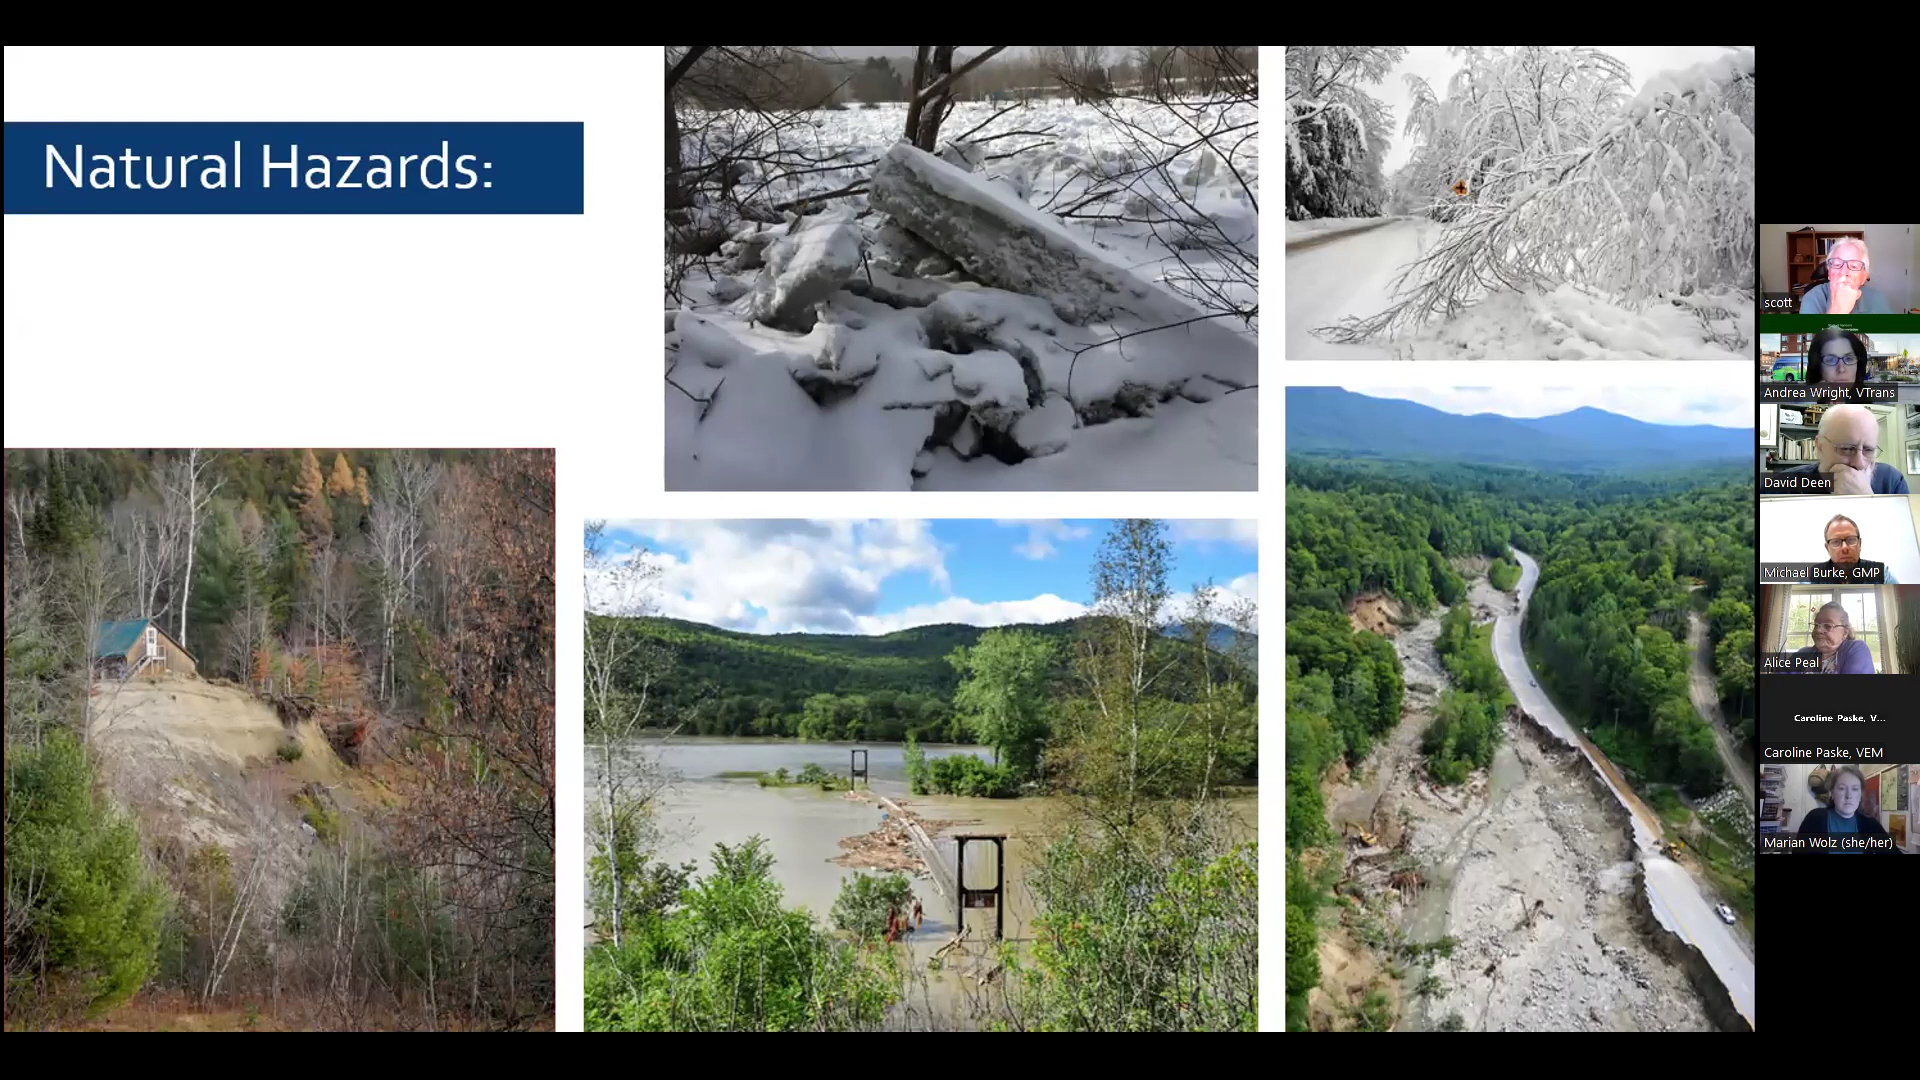 Natural Hazards:
scott
Andrea Wright, VTrans
David Deen
Michael Burke, GMP
Alice Peal
Caroline Paske, V...
Caroline Paske, VEM
Marian Wolz (she/her)